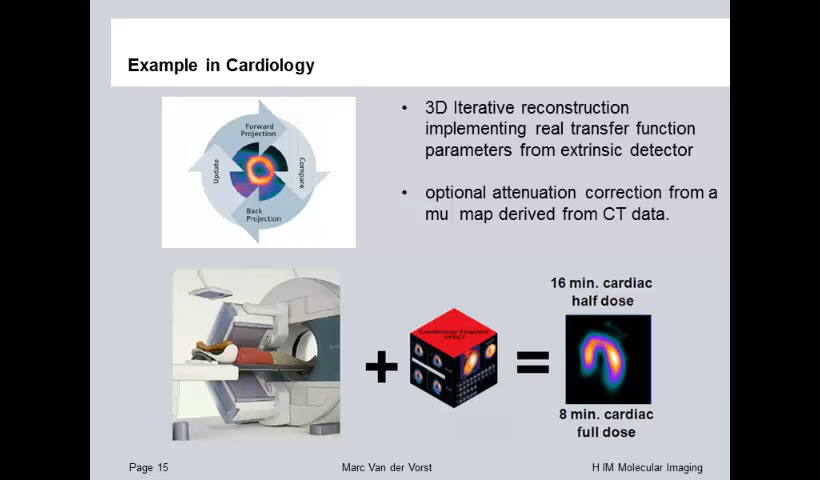 Example in Cardiology
Forward
Projection
Compare
Update
Back
Projection
• 3D Iterative reconstruction
implementing real transfer function
parameters from extrinsic detector
• optional attenuation correction from a
mu map derived from CT data.
+
=
SPECT
16 min. cardiac
half dose
8 min. cardiac
full dose
Page 15
Marc Van der Vorst
H IM Molecular Imaging